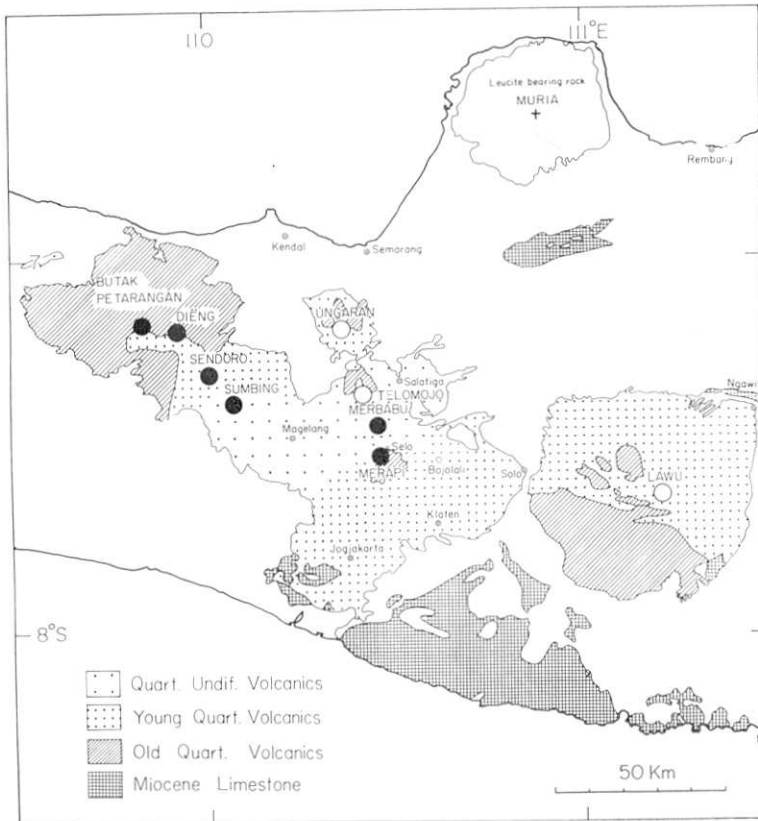 110
111°E
Leucite bearing rock
MURIA
Rembang
Kendal
Semarang
BUTAK
PETARANGAN
DIËNG
UNGARAN
SENDORO
SUMBING
Salatiga
TELOMOJO
MERBABU
Ngawi
Magelang
Selo
MERAPI
Bojolali
Solo
LAWU
Klaten
Jogjakarta
8°S
Quart. Undif. Volcanics
Young Quart. Volcanics
Old Quart. Volcanics
Miocene Limestone
50 Km